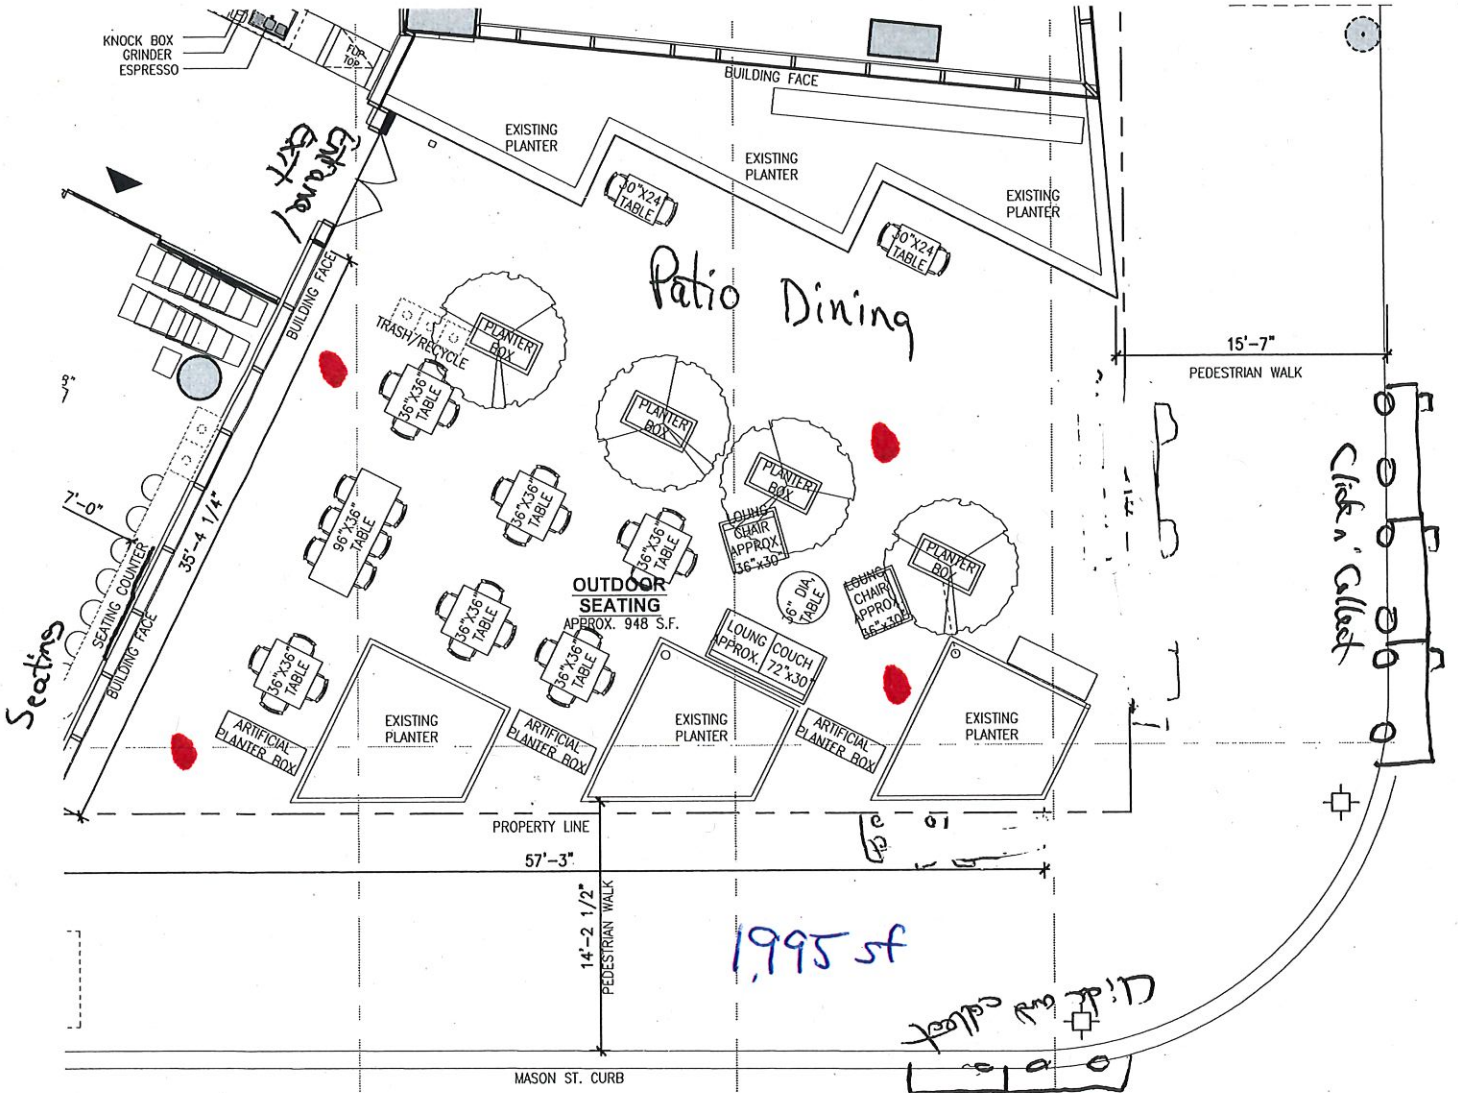 KNOCK BOX
GRINDER
ESPRESSO
FLIP
TOP
BUILDING FACE
EXISTING
PLANTER
EXISTING
PLANTER
EXISTING
PLANTER
Entrance/
Exit
30"X24
TABLE
30"X24
TABLE
Patio Dining
BUILDING FACE
TRASH/RECYCLE
PLANTER
BOX
PLANTER
BOX
PLANTER
BOX
PLANTER
BOX
15'-7"
PEDESTRIAN WALK
36"X36"
TABLE
96"X36"
TABLE
36"X36"
TABLE
36"X36"
TABLE
36"X36"
TABLE
36"X36"
TABLE
36"X36"
TABLE
LOUNG
CHAIR
APPROX.
36"x30"
LOUNG
CHAIR
APPROX.
36"x30"
36" DIA.
TABLE
LOUNG COUCH
APPROX. 72"x30"
OUTDOOR
SEATING
APPROX. 948 S.F.
7'-0"
35'-4 1/4"
SEATING COUNTER
BUILDING FACE
Seating
Click n' Collect
EXISTING
PLANTER
EXISTING
PLANTER
EXISTING
PLANTER
ARTIFICIAL
PLANTER BOX
ARTIFICIAL
PLANTER BOX
ARTIFICIAL
PLANTER BOX
PROPERTY LINE
57'-3"
14'-2 1/2"
PEDESTRIAN WALK
1,995 sf
Click and collect
MASON ST. CURB